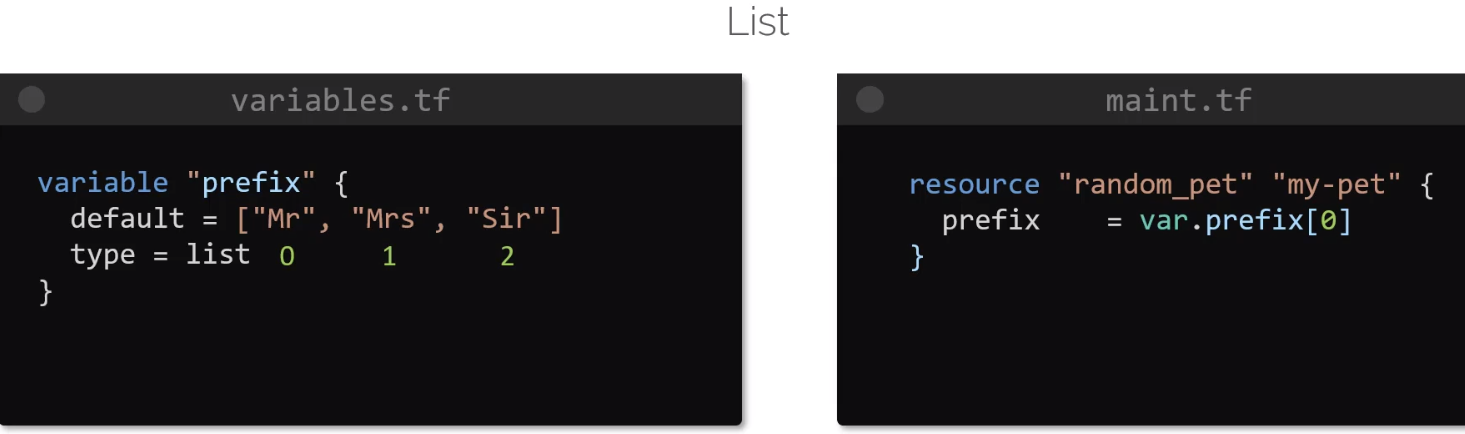 List
variables.tf
variable "prefix" {
default = ["Mr", "Mrs", "Sir"]
type = list 0 1 2
}
maint.tf
resource "random_pet" "my-pet" {
prefix = var.prefix[0]
}